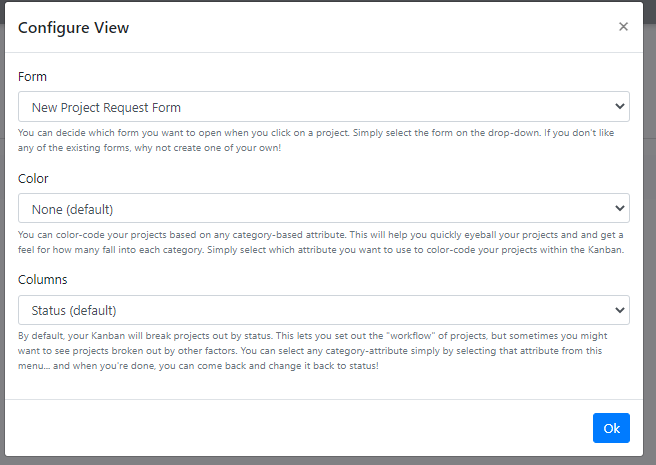 Configure View
×
Form
New Project Request Form
You can decide which form you want to open when you click on a project. Simply select the form on the drop-down. If you don't like
any of the existing forms, why not create one of your own!
Color
None (default)
You can color-code your projects based on any category-based attribute. This will help you quickly eyeball your projects and and get a
feel for how many fall into each category. Simply select which attribute you want to use to color-code your projects within the Kanban.
Columns
Status (default)
By default, your Kanban will break projects out by status. This lets you set out the "workflow" of projects, but sometimes you might
want to see projects broken out by other factors. You can select any category-attribute simply by selecting that attribute from this
menu... and when you're done, you can come back and change it back to status!
Ok